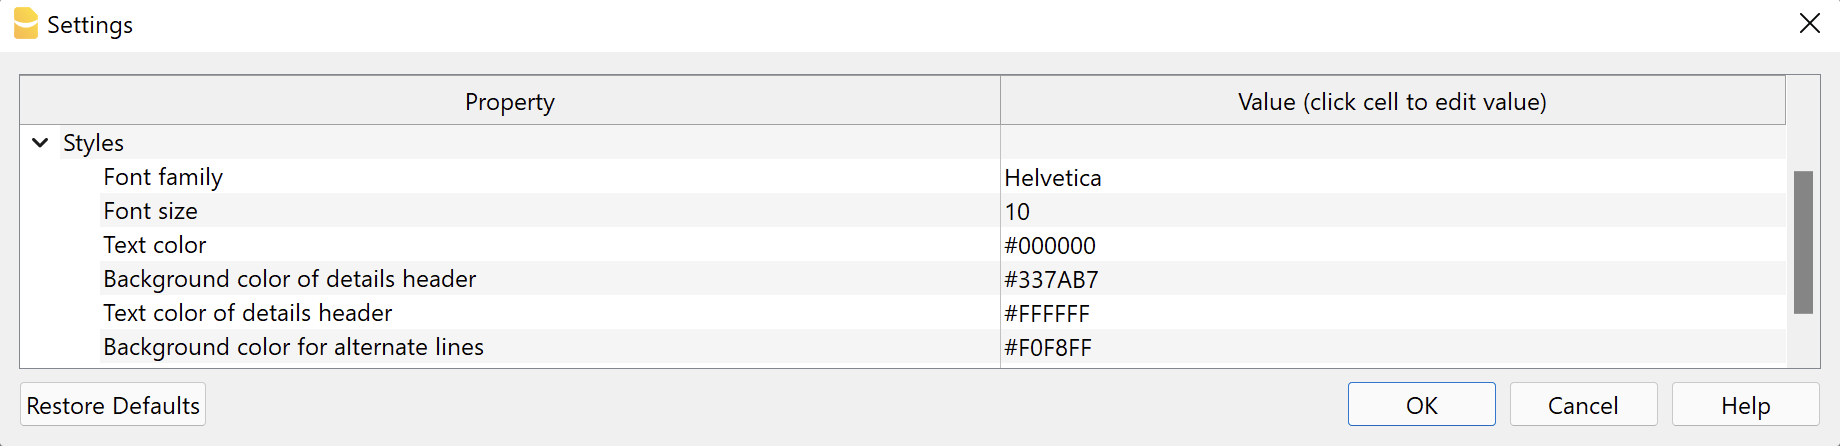 Settings
Property Value (click cell to edit value)
Styles
Font family Helvetica
Font size 10
Text color #000000
Background color of details header #337AB7
Text color of details header #FFFFFF
Background color for alternate lines #F0F8FF
Restore Defaults OK Cancel Help